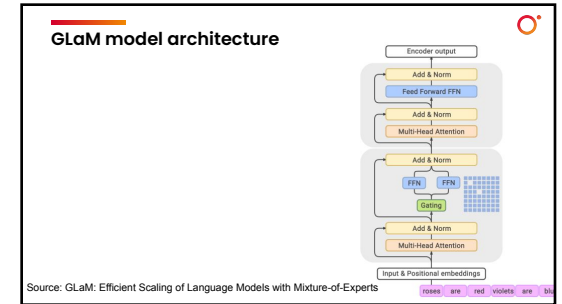 GLaM model architecture
Encoder output
Add & Norm
Feed Forward FFN
Add & Norm
Multi-Head Attention
Add & Norm
FFN FFN
Gating
Add & Norm
Multi-Head Attention
Input & Positional embeddings
Source: GLaM: Efficient Scaling of Language Models with Mixture-of-Experts
roses are red violets are blu